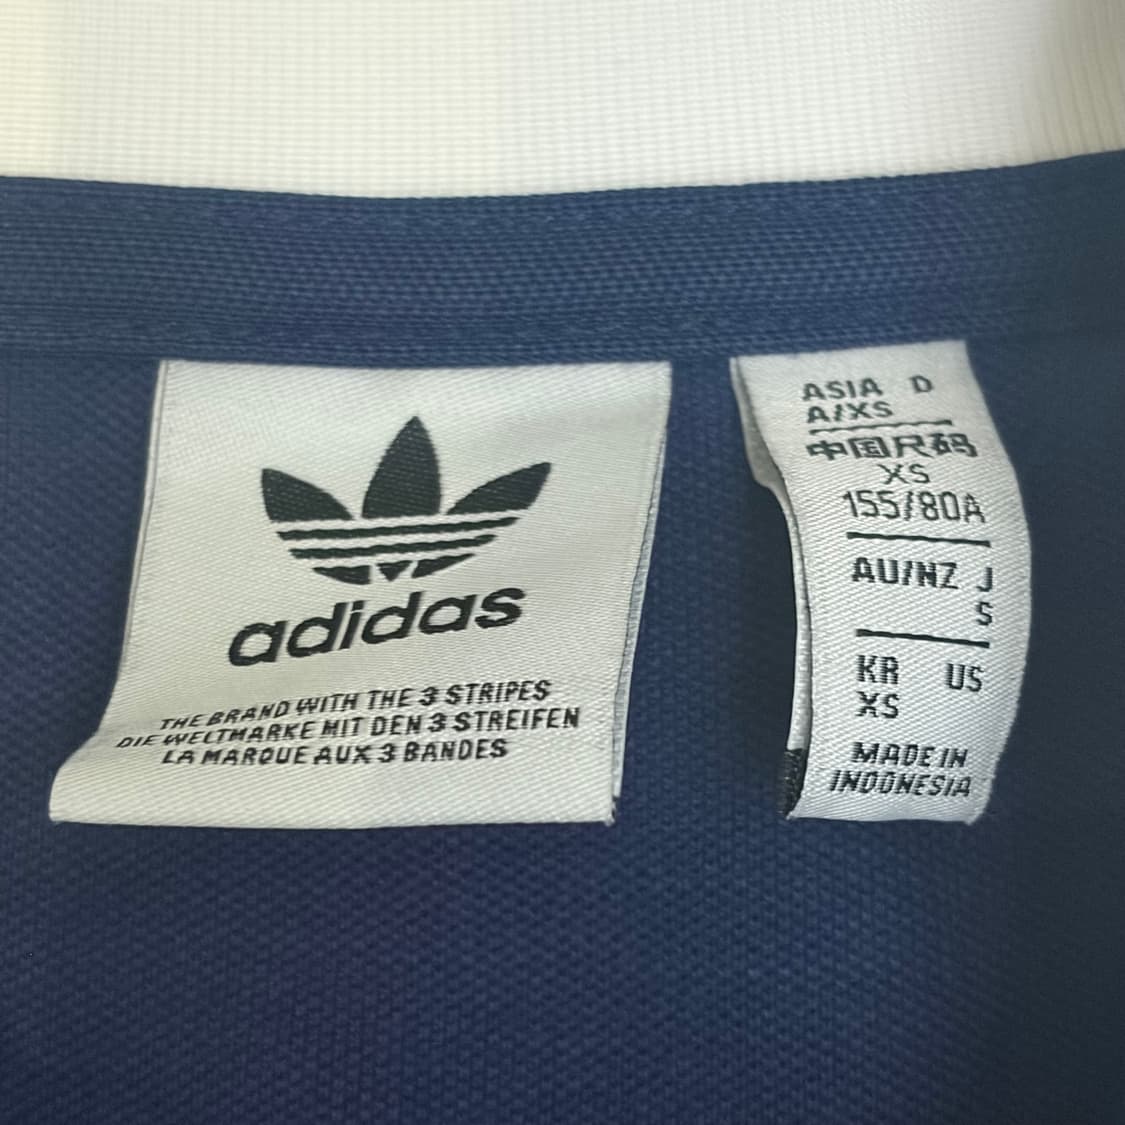 adidas
THE BRAND WITH THE 3 STRIPES
DIE WELTMARKE MIT DEN 3 STREIFEN
LA MARQUE AUX 3 BANDES
ASIA D
A/XS
中国尺码
XS
155/80A
AU/NZ J
S
KR US
XS
MADE IN
INDONESIA